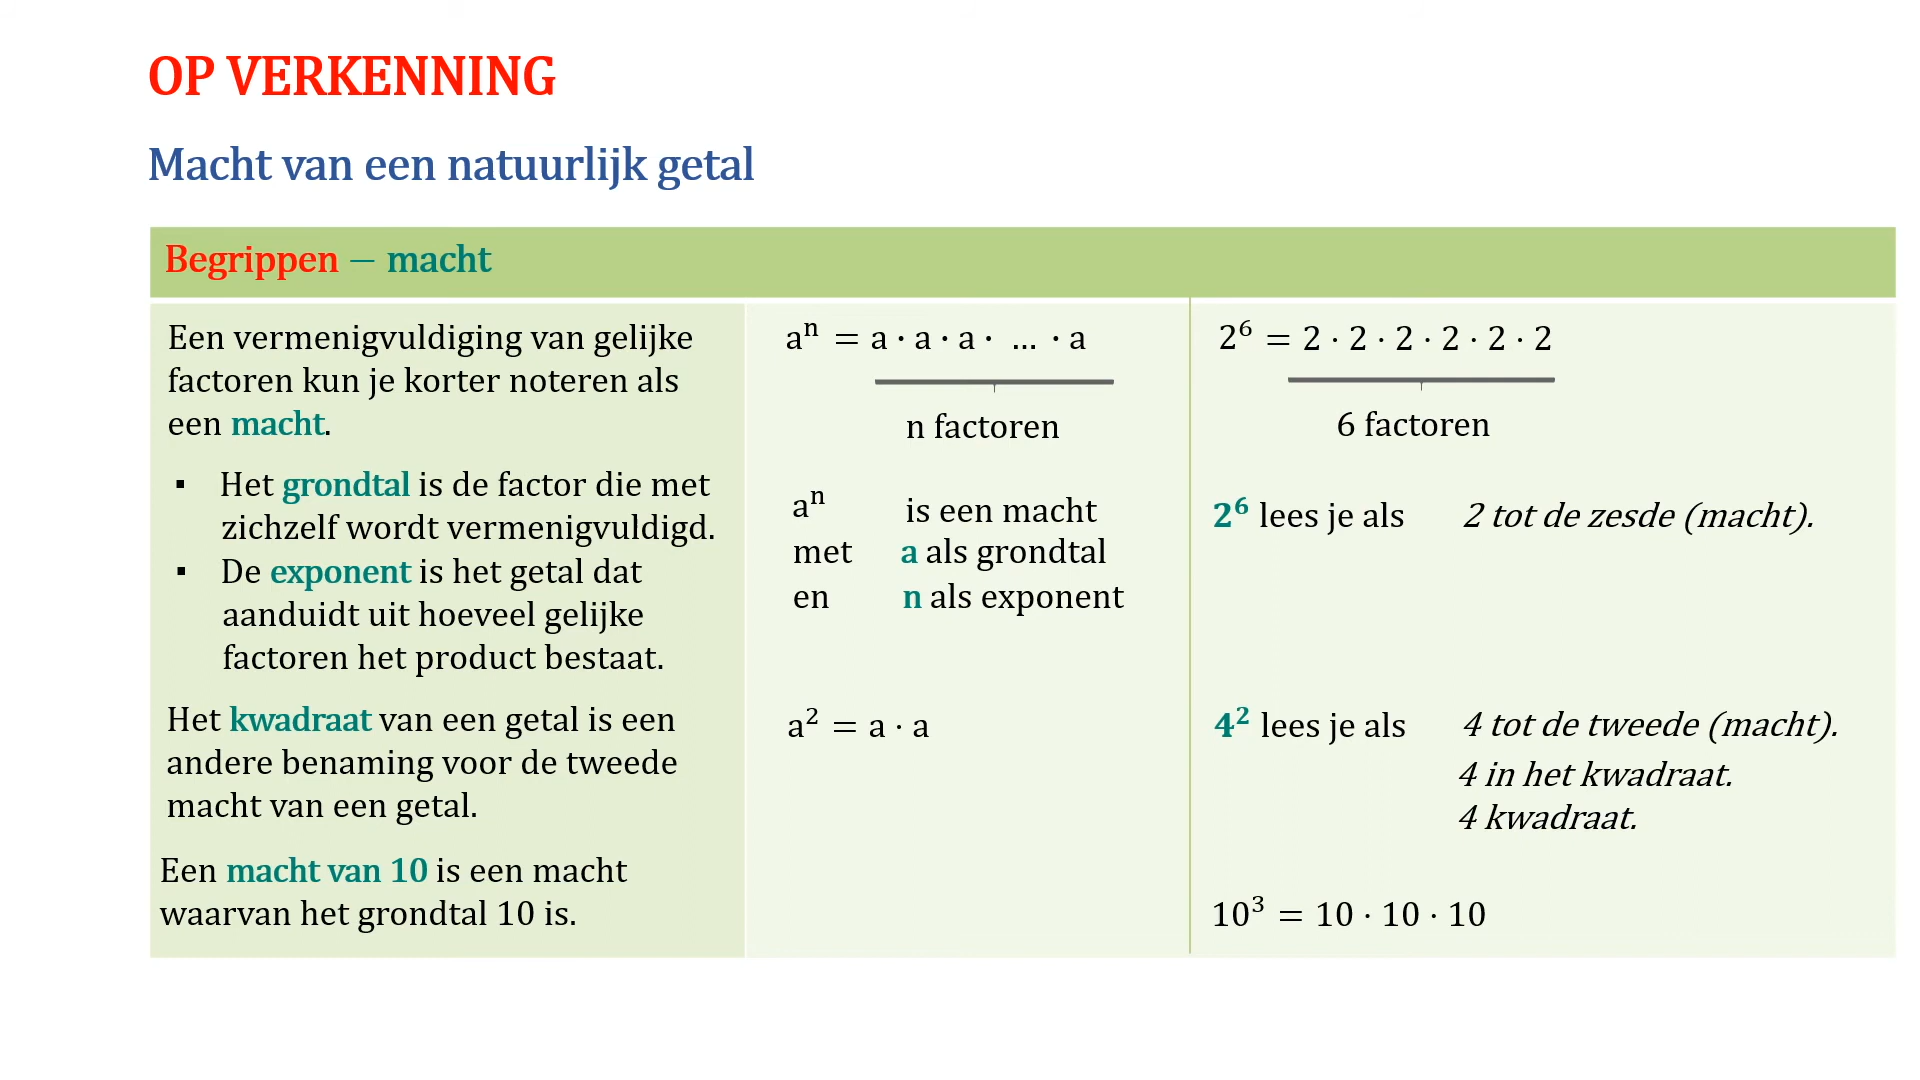 OP VERKENNING
Macht van een natuurlijk getal
Begrippen – macht
Een vermenigvuldiging van gelijke
factoren kun je korter noteren als
een macht.
▪ Het grondtal is de factor die met
zichzelf wordt vermenigvuldigd.
▪ De exponent is het getal dat
aanduidt uit hoeveel gelijke
factoren het product bestaat.
Het kwadraat van een getal is een
andere benaming voor de tweede
macht van een getal.
Een macht van 10 is een macht
waarvan het grondtal 10 is.
aⁿ = a · a · a · … · a
n factoren
aⁿ is een macht
met a als grondtal
en n als exponent
a² = a · a
2⁶ = 2 · 2 · 2 · 2 · 2 · 2
6 factoren
2⁶ lees je als 2 tot de zesde (macht).
4² lees je als 4 tot de tweede (macht).
4 in het kwadraat.
4 kwadraat.
10³ = 10 · 10 · 10